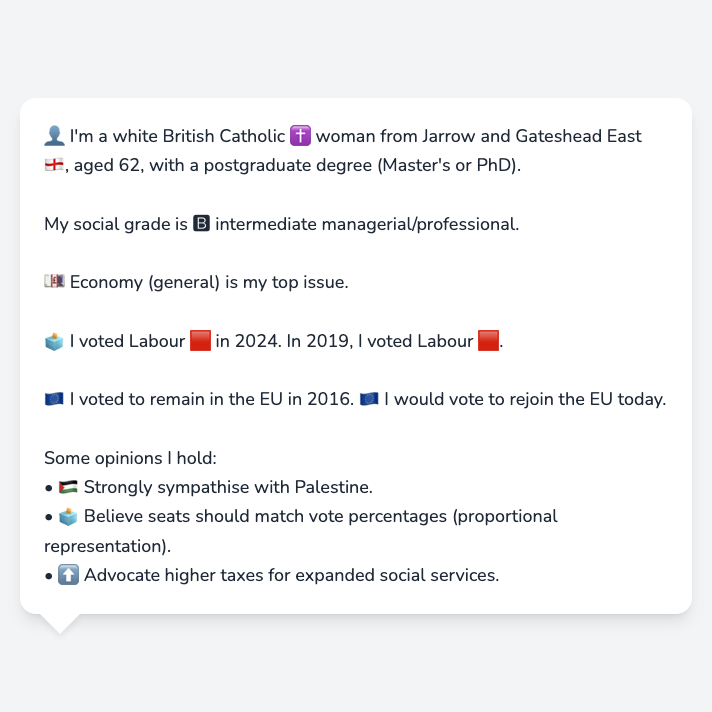 👤 I'm a white British Catholic ✝️ woman from Jarrow and Gateshead East
🏴󠁧󠁢󠁥󠁮󠁧󠁿, aged 62, with a postgraduate degree (Master's or PhD).
My social grade is 🅱 intermediate managerial/professional.
💷 Economy (general) is my top issue.
🗳️ I voted Labour 🟥 in 2024. In 2019, I voted Labour 🟥.
🇪🇺 I voted to remain in the EU in 2016. 🇪🇺 I would vote to rejoin the EU today.
Some opinions I hold:
• 🇵🇸 Strongly sympathise with Palestine.
• 🗳️ Believe seats should match vote percentages (proportional
representation).
• ⬆️ Advocate higher taxes for expanded social services.